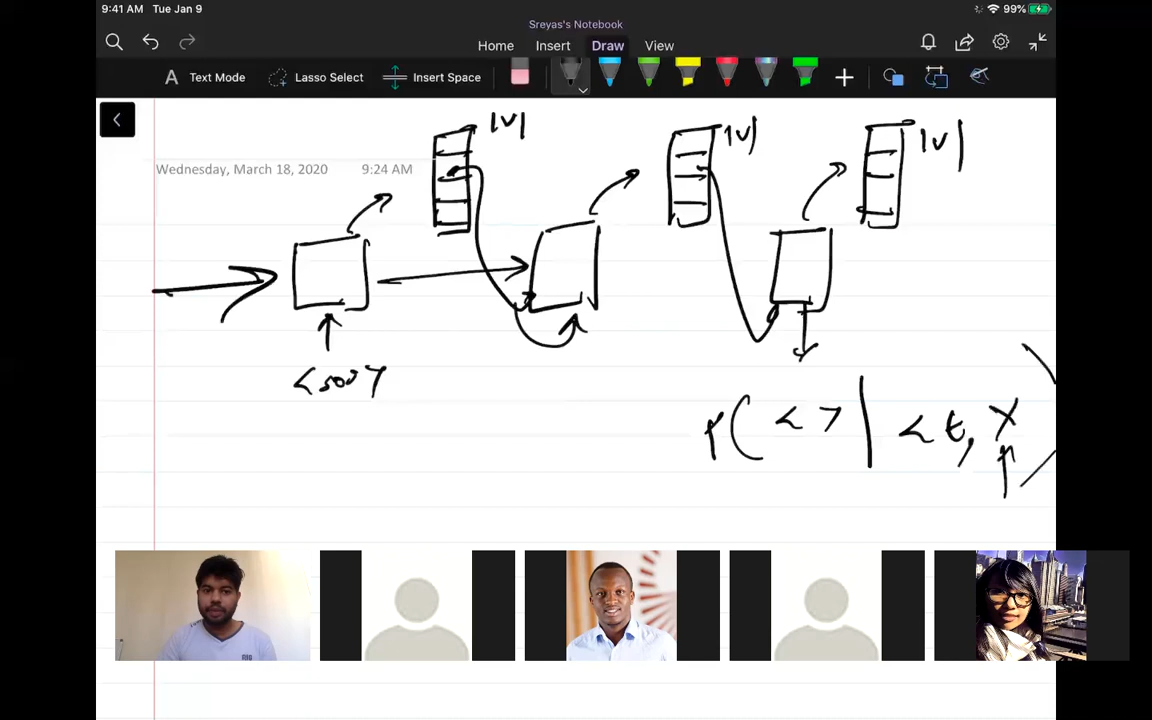 9:41 AM Tue Jan 9
99%
Sreyas's Notebook
Home Insert Draw View
A Text Mode Lasso Select Insert Space
|V| |V| |V|
Wednesday, March 18, 2020 9:24 AM
P( < > | < t, x )